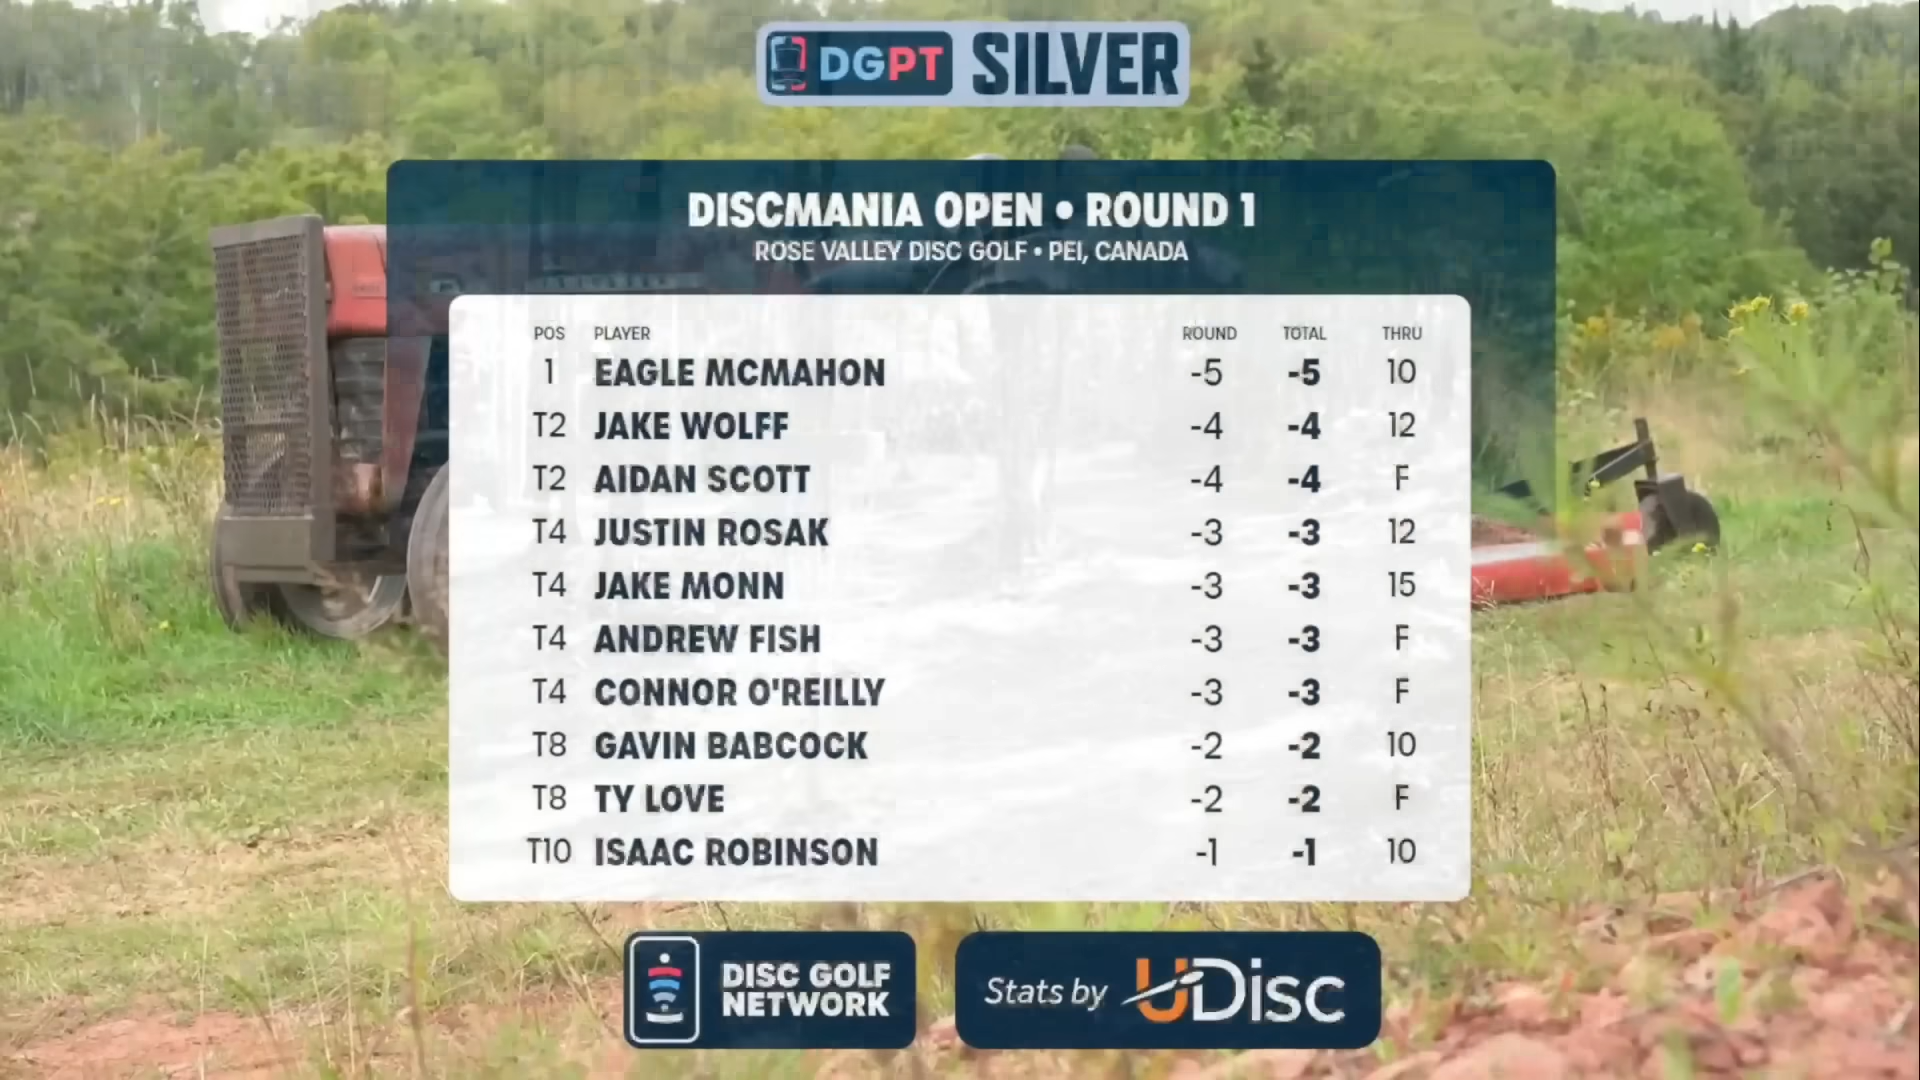 DGPT SILVER
DISCMANIA OPEN • ROUND 1
ROSE VALLEY DISC GOLF • PEI, CANADA
POS PLAYER ROUND TOTAL THRU
1 EAGLE MCMAHON -5 -5 10
T2 JAKE WOLFF -4 -4 12
T2 AIDAN SCOTT -4 -4 F
T4 JUSTIN ROSAK -3 -3 12
T4 JAKE MONN -3 -3 15
T4 ANDREW FISH -3 -3 F
T4 CONNOR O'REILLY -3 -3 F
T8 GAVIN BABCOCK -2 -2 10
T8 TY LOVE -2 -2 F
T10 ISAAC ROBINSON -1 -1 10
DISC GOLF
NETWORK
Stats by UDisc